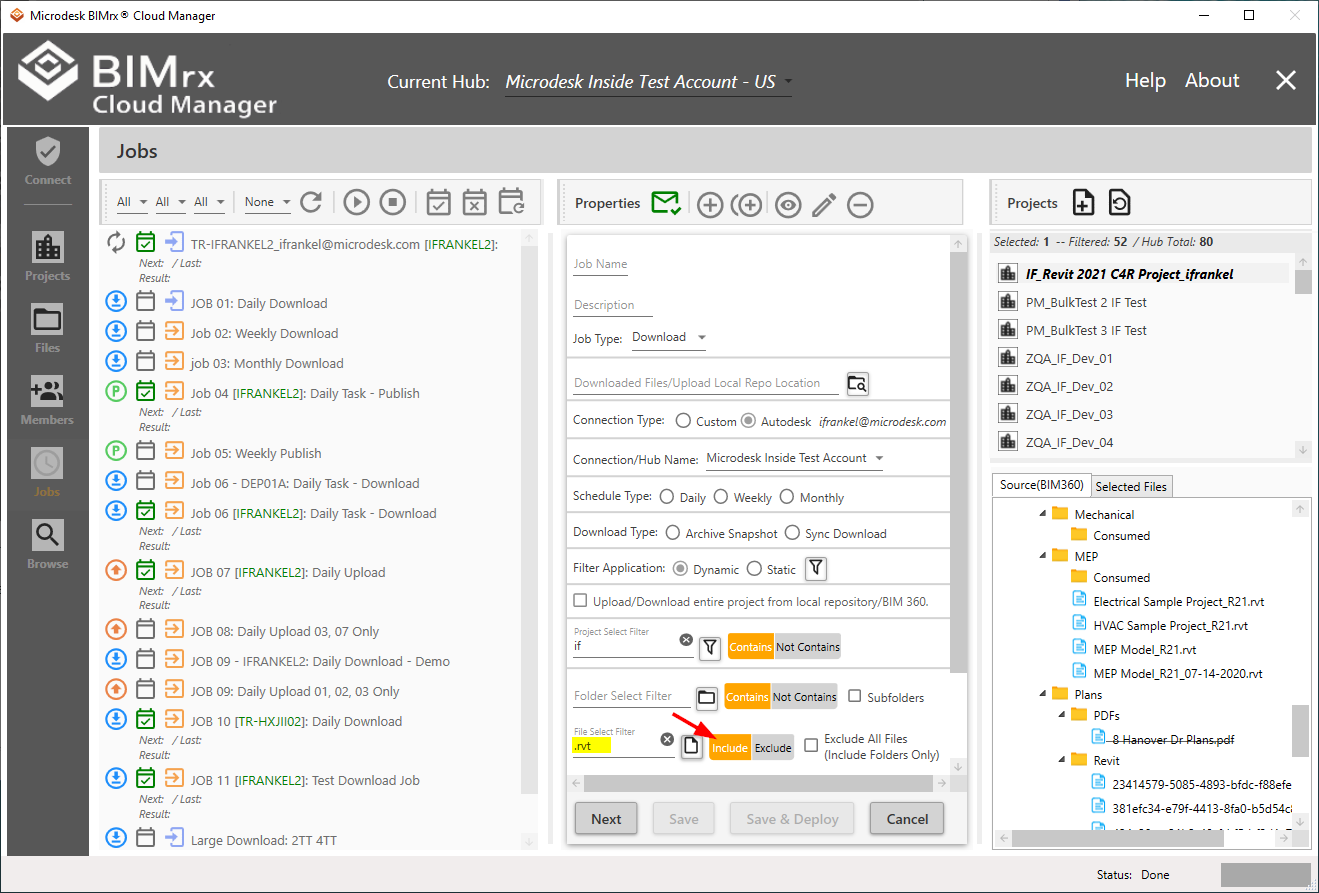 Microdesk BIMrx® Cloud Manager
BIMrx
Cloud Manager
Current Hub: Microdesk Inside Test Account - US
Help About
Connect
Projects
Files
Members
Jobs
Browse
Jobs
All All All None
TR-IFRANKEL2_ifrankel@microdesk.com [IFRANKEL2]:
Next: / Last:
Result:
JOB 01: Daily Download
Job 02: Weekly Download
job 03: Monthly Download
Job 04 [IFRANKEL2]: Daily Task - Publish
Next: / Last:
Result:
Job 05: Weekly Publish
Job 06 - DEP01A: Daily Task - Download
Job 06 [IFRANKEL2]: Daily Task - Download
Next: / Last:
Result:
JOB 07 [IFRANKEL2]: Daily Upload
Next: / Last:
Result:
JOB 08: Daily Upload 03, 07 Only
JOB 09 - IFRANKEL2: Daily Download - Demo
JOB 09: Daily Upload 01, 02, 03 Only
JOB 10 [TR-HXJII02]: Daily Download
Next: / Last:
Result:
JOB 11 [IFRANKEL2]: Test Download Job
Next: / Last:
Result:
Large Download: 2TT 4TT
Properties
Job Name
Description
Job Type: Download
Downloaded Files/Upload Local Repo Location
Connection Type: Custom Autodesk ifrankel@microdesk.com
Connection/Hub Name: Microdesk Inside Test Account
Schedule Type: Daily Weekly Monthly
Download Type: Archive Snapshot Sync Download
Filter Application: Dynamic Static
Upload/Download entire project from local repository/BIM 360.
Project Select Filter
if
Contains Not Contains
Folder Select Filter Contains Not Contains Subfolders
File Select Filter
.rvt
Include Exclude
Exclude All Files
(Include Folders Only)
Next Save Save & Deploy Cancel
Projects
Selected: 1 -- Filtered: 52 / Hub Total: 80
IF_Revit 2021 C4R Project_ifrankel
PM_BulkTest 2 IF Test
PM_BulkTest 3 IF Test
ZQA_IF_Dev_01
ZQA_IF_Dev_02
ZQA_IF_Dev_03
ZQA_IF_Dev_04
Source(BIM360) Selected Files
Mechanical
Consumed
MEP
Consumed
Electrical Sample Project_R21.rvt
HVAC Sample Project_R21.rvt
MEP Model_R21.rvt
MEP Model_R21_07-14-2020.rvt
Plans
PDFs
8 Hanover Dr Plans.pdf
Revit
23414579-5085-4893-bfdc-f88efe
381efc34-e79f-4413-8fa0-b5d54c
Status: Done